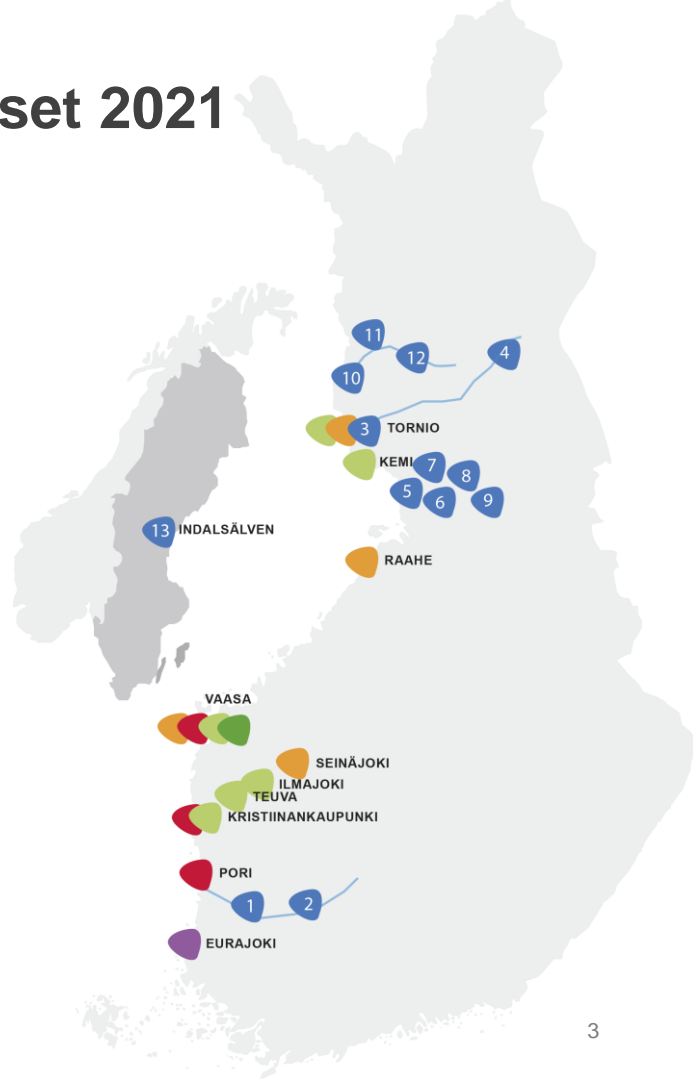 set 2021
11
12
4
10
3 TORNIO
KEMI 7
8
5
6
9
13 INDALSÄLVEN
RAAHE
VAASA
SEINÄJOKI
ILMAJOKI
TEUVA
KRISTIINANKAUPUNKI
PORI
1
2
EURAJOKI
3